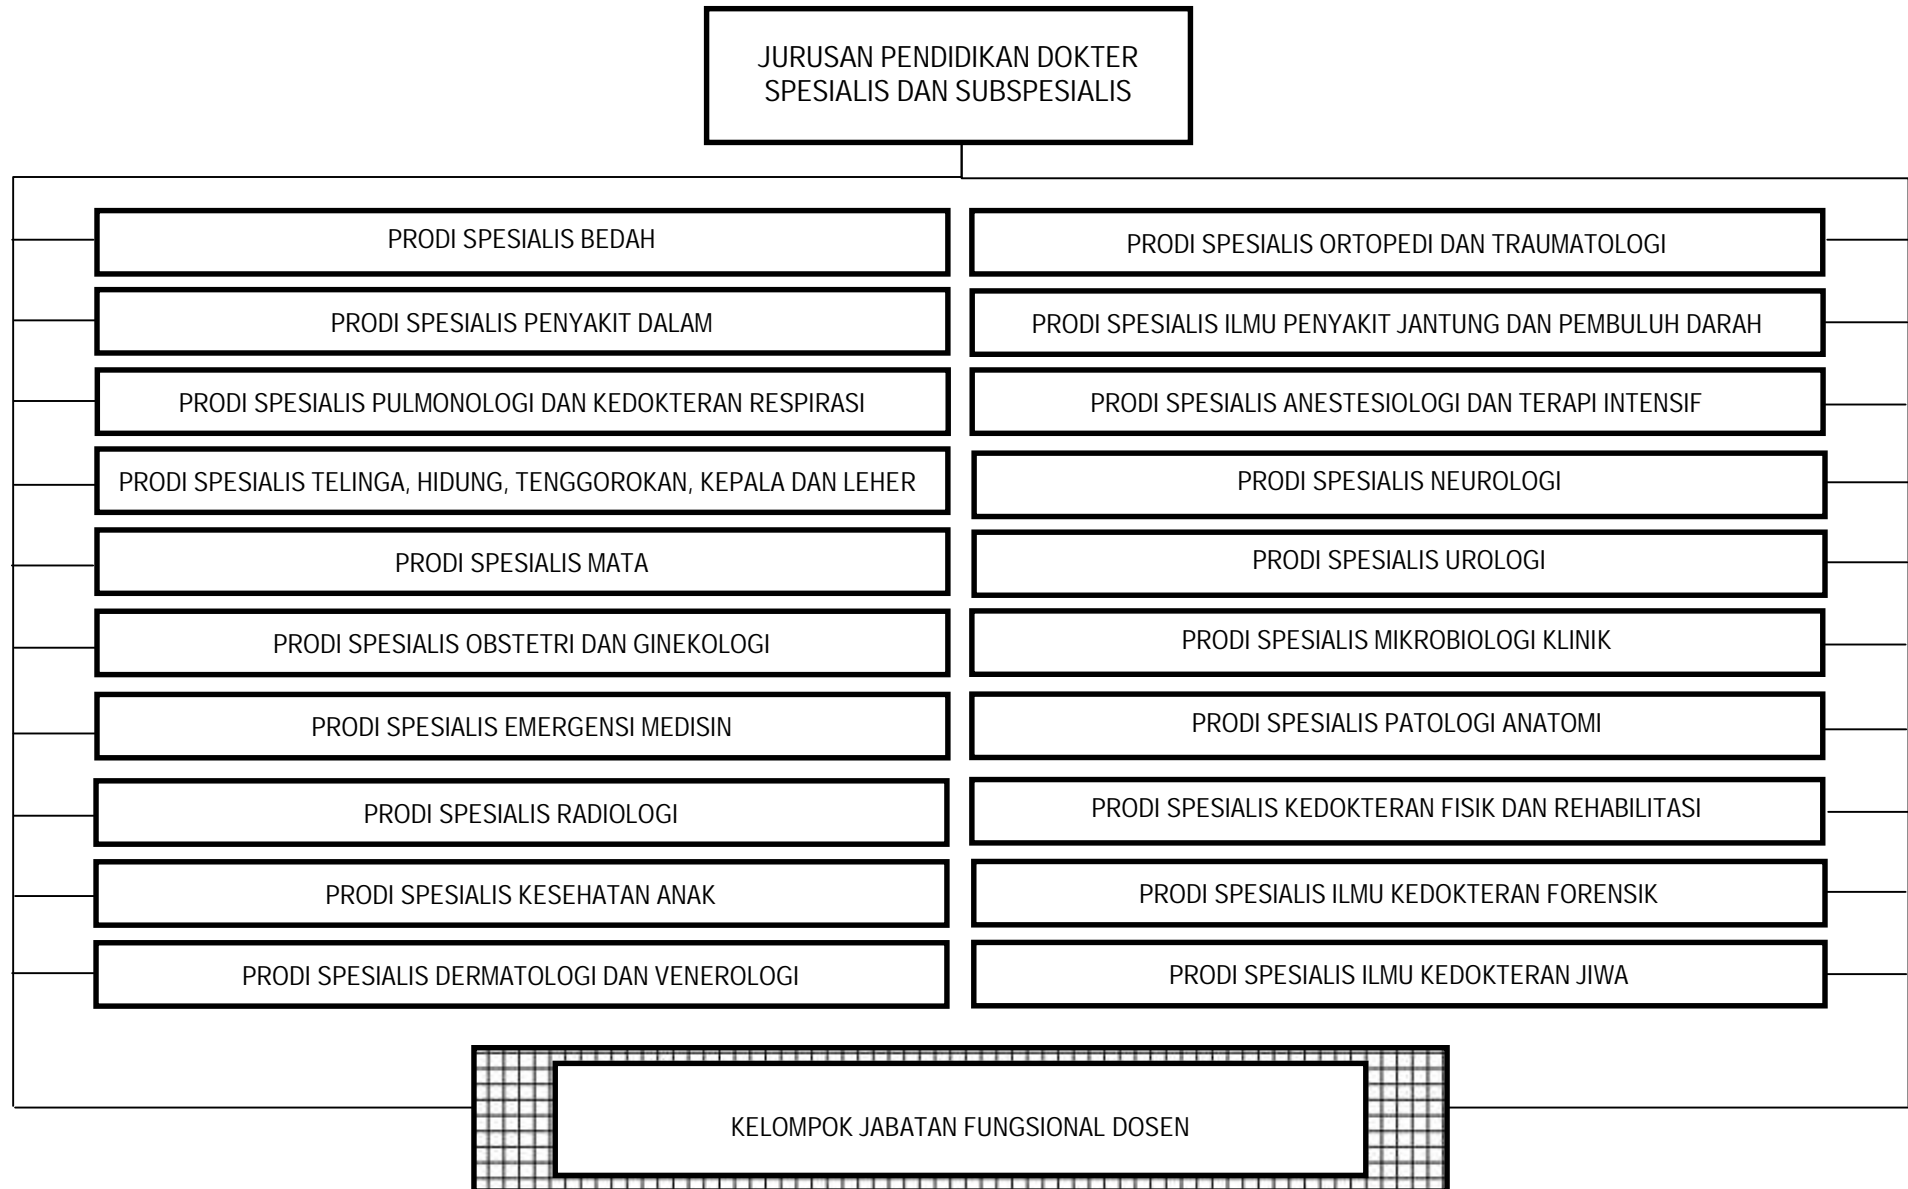 JURUSAN PENDIDIKAN DOKTER
SPESIALIS DAN SUBSPESIALIS
PRODI SPESIALIS BEDAH
PRODI SPESIALIS PENYAKIT DALAM
PRODI SPESIALIS PULMONOLOGI DAN KEDOKTERAN RESPIRASI
PRODI SPESIALIS TELINGA, HIDUNG, TENGGOROKAN, KEPALA DAN LEHER
PRODI SPESIALIS MATA
PRODI SPESIALIS OBSTETRI DAN GINEKOLOGI
PRODI SPESIALIS EMERGENSI MEDISIN
PRODI SPESIALIS RADIOLOGI
PRODI SPESIALIS KESEHATAN ANAK
PRODI SPESIALIS DERMATOLOGI DAN VENEROLOGI
PRODI SPESIALIS ORTOPEDI DAN TRAUMATOLOGI
PRODI SPESIALIS ILMU PENYAKIT JANTUNG DAN PEMBULUH DARAH
PRODI SPESIALIS ANESTESIOLOGI DAN TERAPI INTENSIF
PRODI SPESIALIS NEUROLOGI
PRODI SPESIALIS UROLOGI
PRODI SPESIALIS MIKROBIOLOGI KLINIK
PRODI SPESIALIS PATOLOGI ANATOMI
PRODI SPESIALIS KEDOKTERAN FISIK DAN REHABILITASI
PRODI SPESIALIS ILMU KEDOKTERAN FORENSIK
PRODI SPESIALIS ILMU KEDOKTERAN JIWA
KELOMPOK JABATAN FUNGSIONAL DOSEN